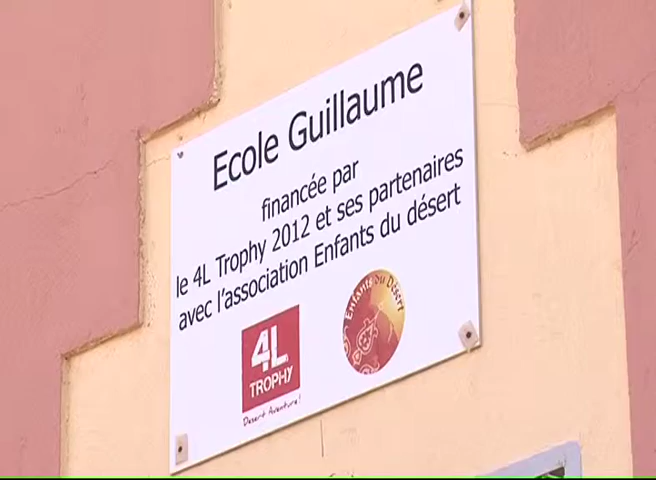 Ecole Guillaume
financée par
le 4L Trophy 2012 et ses partenaires
avec l'association Enfants du désert
4L
TROPHY
Desert Aventure!
Enfants du Désert